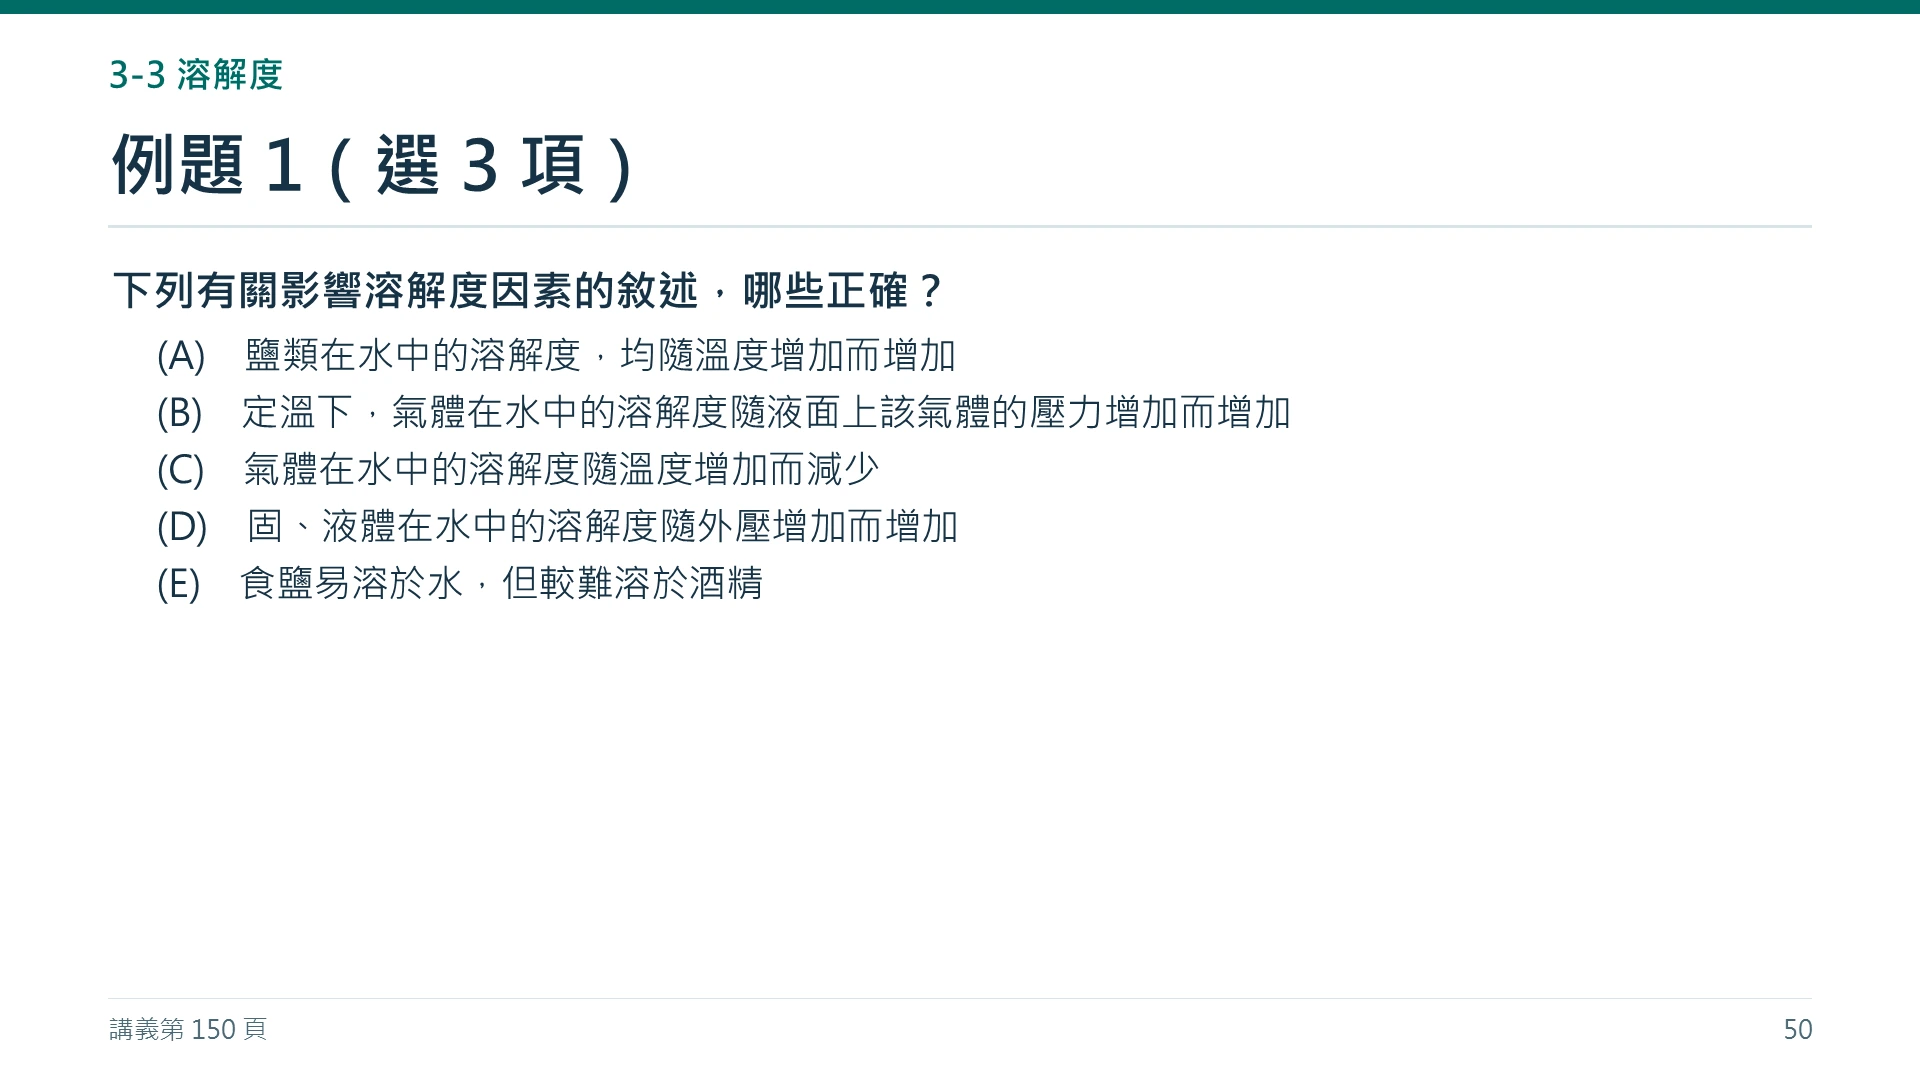 3-3 溶解度
例題 1（選 3 項）
下列有關影響溶解度因素的敘述，哪些正確？
(A) 鹽類在水中的溶解度，均隨溫度增加而增加
(B) 定溫下，氣體在水中的溶解度隨液面上該氣體的壓力增加而增加
(C) 氣體在水中的溶解度隨溫度增加而減少
(D) 固、液體在水中的溶解度隨外壓增加而增加
(E) 食鹽易溶於水，但較難溶於酒精
講義第 150 頁
50